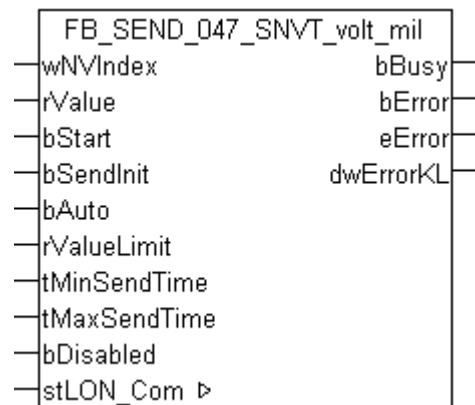 FB_SEND_047_SNVT_volt_mil
wNVIndex bBusy
rValue bError
bStart eError
bSendInit dwErrorKL
bAuto
rValueLimit
tMinSendTime
tMaxSendTime
bDisabled
stLON_Com ▷